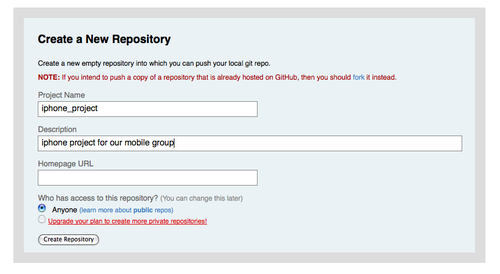 Create a New Repository
Create a new empty repository into which you can push your local git repo.
NOTE: If you intend to push a copy of a repository that is already hosted on GitHub, then you should fork it instead.
Project Name
iphone_project
Description
iphone project for our mobile group
Homepage URL
Who has access to this repository? (You can change this later)
Anyone (learn more about public repos)
Upgrade your plan to create more private repositories!
Create Repository